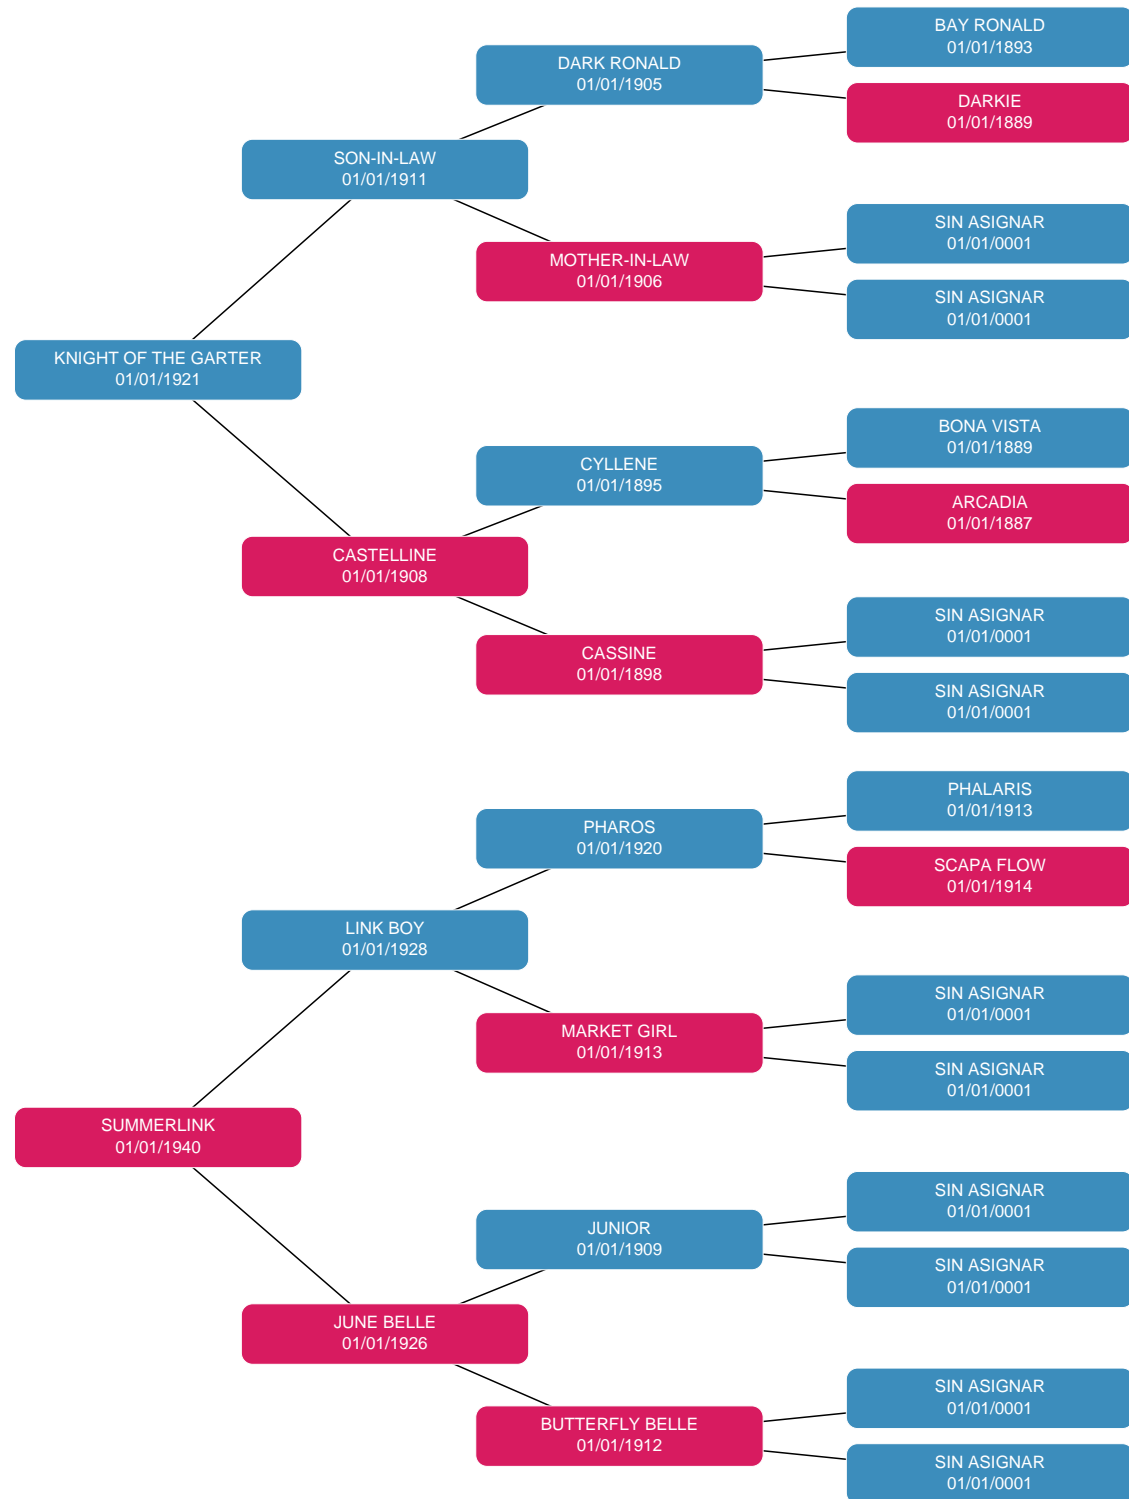 BAY RONALD
01/01/1893
DARK RONALD
01/01/1905
DARKIE
01/01/1889
SON-IN-LAW
01/01/1911
SIN ASIGNAR
01/01/0001
MOTHER-IN-LAW
01/01/1906
SIN ASIGNAR
01/01/0001
KNIGHT OF THE GARTER
01/01/1921
BONA VISTA
01/01/1889
CYLLENE
01/01/1895
ARCADIA
01/01/1887
CASTELLINE
01/01/1908
SIN ASIGNAR
01/01/0001
CASSINE
01/01/1898
SIN ASIGNAR
01/01/0001
PHALARIS
01/01/1913
PHAROS
01/01/1920
SCAPA FLOW
01/01/1914
LINK BOY
01/01/1928
SIN ASIGNAR
01/01/0001
MARKET GIRL
01/01/1913
SIN ASIGNAR
01/01/0001
SUMMERLINK
01/01/1940
SIN ASIGNAR
01/01/0001
JUNIOR
01/01/1909
SIN ASIGNAR
01/01/0001
JUNE BELLE
01/01/1926
SIN ASIGNAR
01/01/0001
BUTTERFLY BELLE
01/01/1912
SIN ASIGNAR
01/01/0001